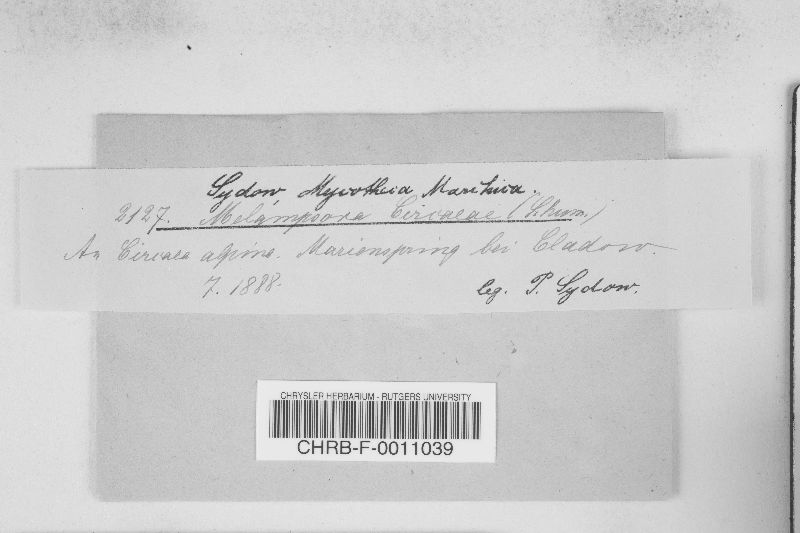 Sydow Mycotheca Marchica.
2127. Melampsora Circaeae (Schum.)
An Circaea alpina. Marienspring bei Cladow.
7. 1888.
leg. P. Sydow.
CHRYSLER HERBARIUM - RUTGERS UNIVERSITY
CHRB-F-0011039